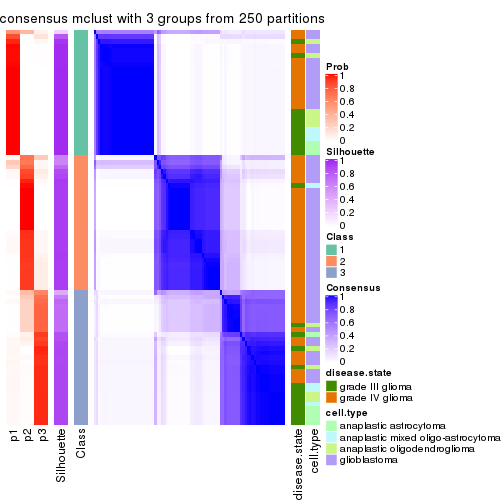 consensus mclust with 3 groups from 250 partitions
Prob
1
0.8
0.6
0.4
0.2
0
Silhouette
1
0.8
0.6
0.4
0.2
0
Class
1
2
3
Consensus
1
0.8
0.6
0.4
0.2
0
disease.state
grade III glioma
grade IV glioma
cell.type
anaplastic astrocytoma
anaplastic mixed oligo-astrocytoma
anaplastic oligodendroglioma
glioblastoma
p1
p2
p3
Silhouette
Class
disease.state
cell.type